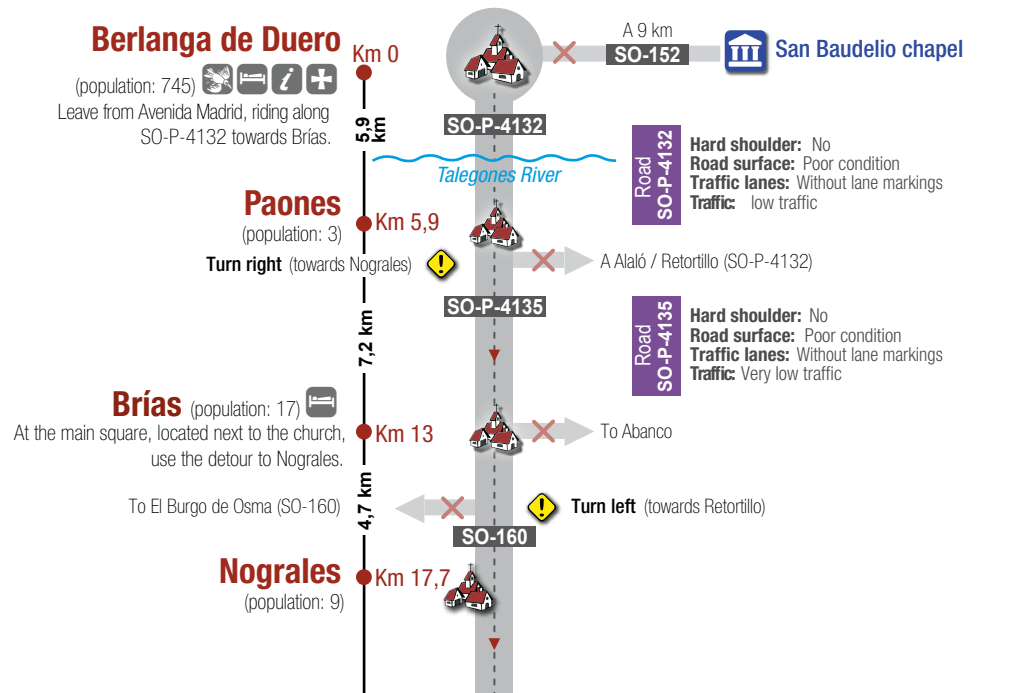 Berlanga de Duero
Km 0
(population: 745)
i
Leave from Avenida Madrid, riding along
SO-P-4132 towards Brías.
A 9 km
SO-152
San Baudelio chapel
5,9 km
SO-P-4132
Talegones River
Road
SO-P-4132
Hard shoulder: No
Road surface: Poor condition
Traffic lanes: Without lane markings
Traffic: low traffic
Paones
Km 5,9
(population: 3)
Turn right (towards Nograles)
!
A Alaló / Retortillo (SO-P-4132)
SO-P-4135
7,2 km
Road
SO-P-4135
Hard shoulder: No
Road surface: Poor condition
Traffic lanes: Without lane markings
Traffic: Very low traffic
Brías (population: 17)
At the main square, located next to the church,
use the detour to Nograles.
Km 13
To Abanco
4,7 km
To El Burgo de Osma (SO-160)
!
Turn left (towards Retortillo)
SO-160
Nograles
Km 17,7
(population: 9)